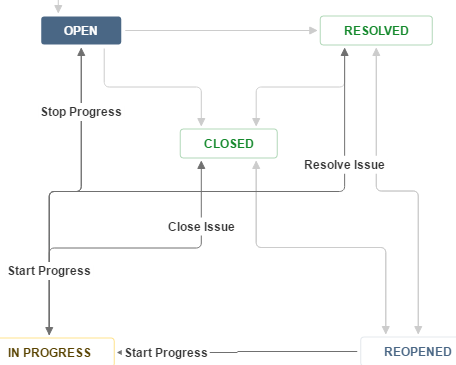 OPEN
RESOLVED
Stop Progress
CLOSED
Resolve Issue
Close Issue
Start Progress
IN PROGRESS
Start Progress
REOPENED